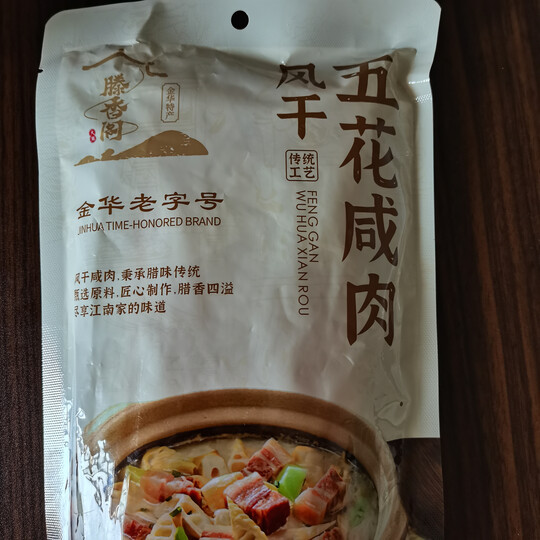 滕香阁
金华特产
金华老字号
JINHUA TIME-HONORED BRAND
风干咸肉,秉承腊味传统
甄选原料,匠心制作,腊香四溢
尽享江南家的味道
风干
五花咸肉
传统
工艺
FENG GAN
WU HUA XIAN ROU